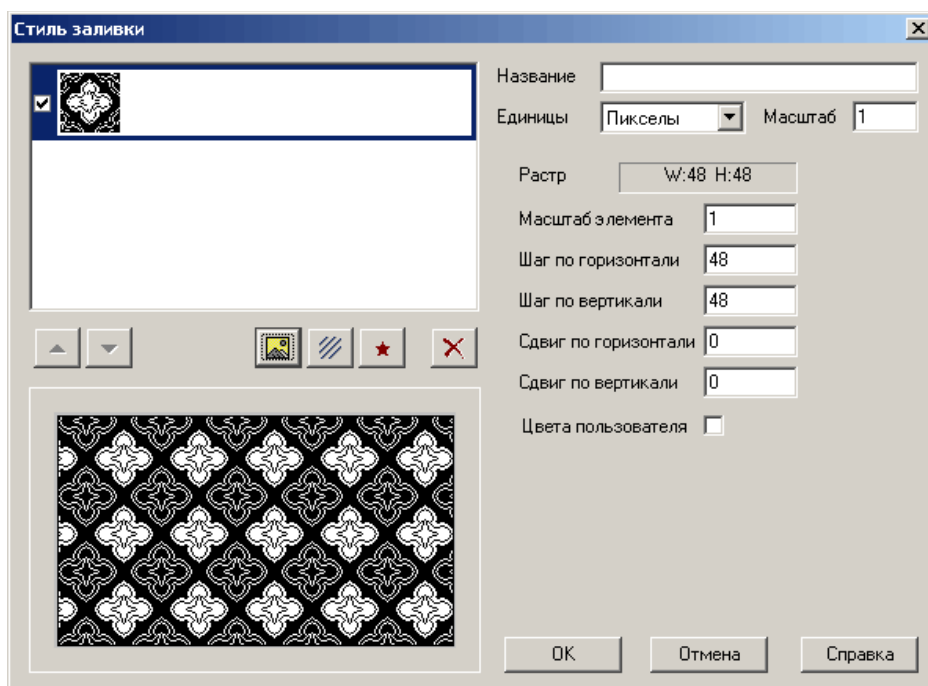 Стиль заливки
Название
Единицы Пикселы Масштаб 1
Растр W:48 H:48
Масштаб элемента 1
Шаг по горизонтали 48
Шаг по вертикали 48
Сдвиг по горизонтали 0
Сдвиг по вертикали 0
Цвета пользователя
OK Отмена Справка